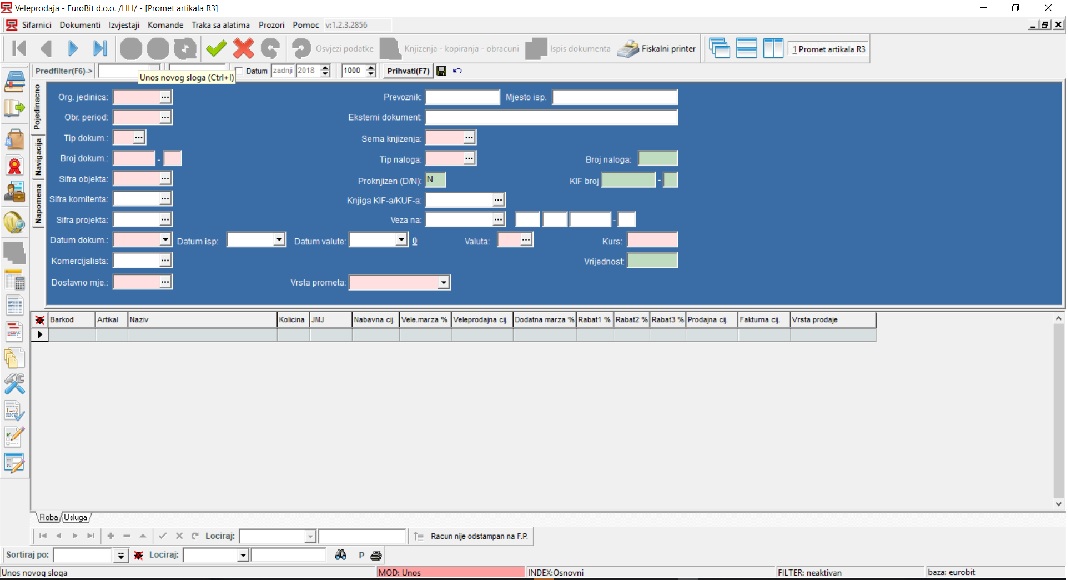 Veleprodaja - EuroBit d.o.o. /HH/ - [Promet artikala R3]
Sifarnici Dokumenti Izvjestaji Komande Traka sa alatima Prozori Pomoc v:1.2.3.2856
Osvjezi podatke Knjizenja - kopiranja - obracuni Ispis dokumenta Fiskalni printer 1 Promet artikala R3
Predfilter(F6)-> Datum zadnji 2018 1000 Prihvati(F7)
Unos novog sloga (Ctrl+I)
Pojedinacno
Navigacija
Napomena
Org. jedinica: Prevoznik: Mjesto isp.
Obr. period: Eksterni dokument:
Tip dokum.: Sema knjizenja:
Broj dokum.: - Tip naloga: Broj naloga:
Sifra objekta: Proknjizen (D/N): N KIF broj -
Sifra komitenta: Knjiga KIF-a/KUF-a:
Sifra projekta: Veza na: -
Datum dokum.: Datum isp: Datum valute: 0 Valuta: Kurs:
Komercijalista: Vrijednost:
Dostavno mje.: Vrsta prometa:
Barkod Artikal Naziv Kolicina JMJ Nabavna cij. Vele.marza % Veleprodajna cij. Dodatna marza % Rabat1 % Rabat2 % Rabat3 % Prodajna cij. Fakturna cij. Vrsta prodaje
Roba Usluga
Lociraj: Racun nije odstampan na F.P.
Sortiraj po: Lociraj: P
Unos novog sloga MOD: Unos INDEX:Osnovni FILTER: neaktivan baza: eurobit